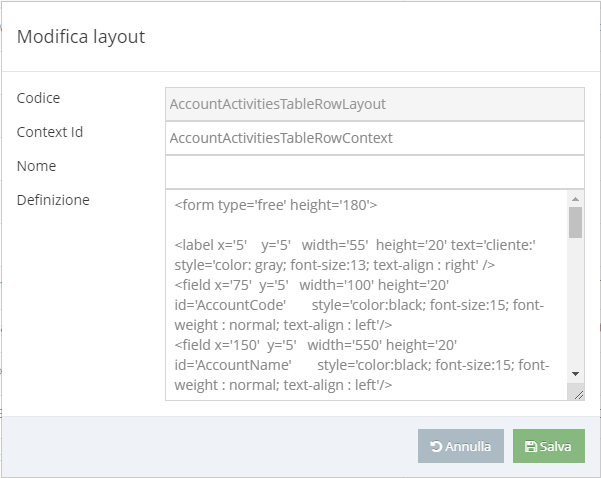 Modifica layout
Codice
AccountActivitiesTableRowLayout
Context Id
AccountActivitiesTableRowContext
Nome
Definizione
<form type='free' height='180'>
<label x='5'    y='5'   width='55'  height='20' text='cliente:'
style='color: gray; font-size:13; text-align : right' />
<field x='75'  y='5'   width='100' height='20'
id='AccountCode'      style='color:black; font-size:15; font-
weight : normal; text-align : left'/>
<field x='150'  y='5'   width='550' height='20'
id='AccountName'      style='color:black; font-size:15; font-
weight : normal; text-align : left'/>
Annulla
Salva